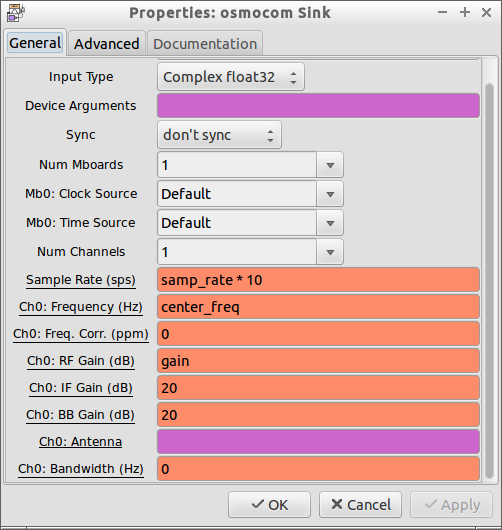 Properties: osmocom Sink
General Advanced Documentation
Input Type Complex float32
Device Arguments
Sync don't sync
Num Mboards 1
Mb0: Clock Source Default
Mb0: Time Source Default
Num Channels 1
Sample Rate (sps) samp_rate * 10
Ch0: Frequency (Hz) center_freq
Ch0: Freq. Corr. (ppm) 0
Ch0: RF Gain (dB) gain
Ch0: IF Gain (dB) 20
Ch0: BB Gain (dB) 20
Ch0: Antenna
Ch0: Bandwidth (Hz) 0
OK Cancel Apply